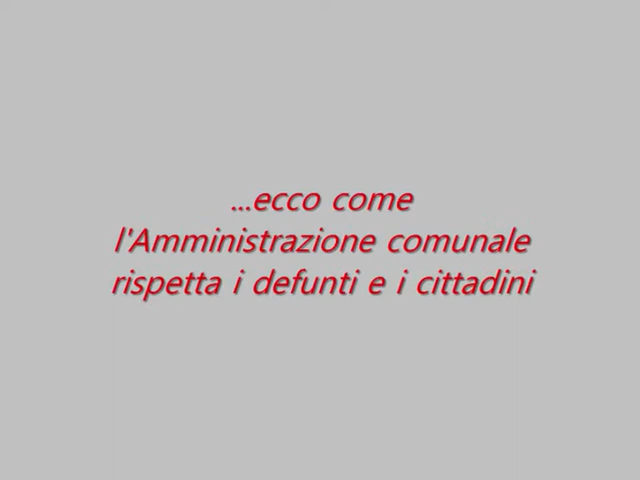 ...ecco come
l'Amministrazione comunale
rispetta i defunti e i cittadini